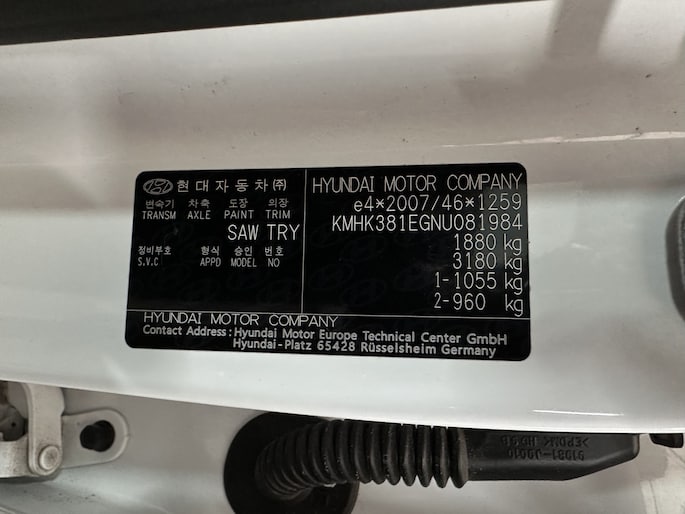 현대자동차㈜
변속기 차축 도장 의장
TRANSM AXLE PAINT TRIM
SAW TRY
정비부호 형식 승인 번호
S.V.C APPD MODEL NO
HYUNDAI MOTOR COMPANY
e4*2007/46*1259
KMHK381EGNU081984
1880 kg
3180 kg
1-1055 kg
2-960 kg
HYUNDAI MOTOR COMPANY
Contact Address : Hyundai Motor Europe Technical Center GmbH
Hyundai-Platz 65428 Rüsselsheim Germany
91981-J9010
>EPDM<